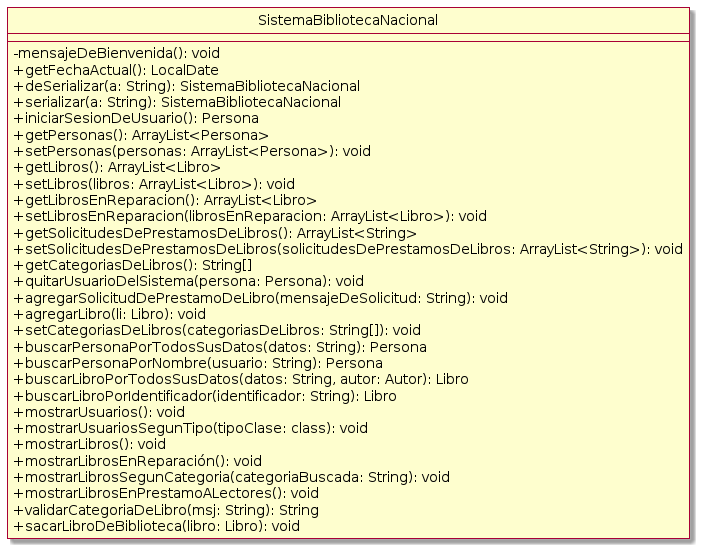 SistemaBibliotecaNacional
-mensajeDeBienvenida(): void
+getFechaActual(): LocalDate
+deSerializar(a: String): SistemaBibliotecaNacional
+serializar(a: String): SistemaBibliotecaNacional
+iniciarSesionDeUsuario(): Persona
+getPersonas(): ArrayList<Persona>
+setPersonas(personas: ArrayList<Persona>): void
+getLibros(): ArrayList<Libro>
+setLibros(libros: ArrayList<Libro>): void
+getLibrosEnReparacion(): ArrayList<Libro>
+setLibrosEnReparacion(librosEnReparacion: ArrayList<Libro>): void
+getSolicitudesDePrestamosDeLibros(): ArrayList<String>
+setSolicitudesDePrestamosDeLibros(solicitudesDePrestamosDeLibros: ArrayList<String>): void
+getCategoriasDeLibros(): String[]
+quitarUsuarioDelSistema(persona: Persona): void
+agregarSolicitudDePrestamoDeLibro(mensajeDeSolicitud: String): void
+agregarLibro(li: Libro): void
+setCategoriasDeLibros(categoriasDeLibros: String[]): void
+buscarPersonaPorTodosSusDatos(datos: String): Persona
+buscarPersonaPorNombre(usuario: String): Persona
+buscarLibroPorTodosSusDatos(datos: String, autor: Autor): Libro
+buscarLibroPorIdentificador(identificador: String): Libro
+mostrarUsuarios(): void
+mostrarUsuariosSegunTipo(tipoClase: class): void
+mostrarLibros(): void
+mostrarLibrosEnReparación(): void
+mostrarLibrosSegunCategoria(categoriaBuscada: String): void
+mostrarLibrosEnPrestamoALectores(): void
+validarCategoriaDeLibro(msj: String): String
+sacarLibroDeBiblioteca(libro: Libro): void